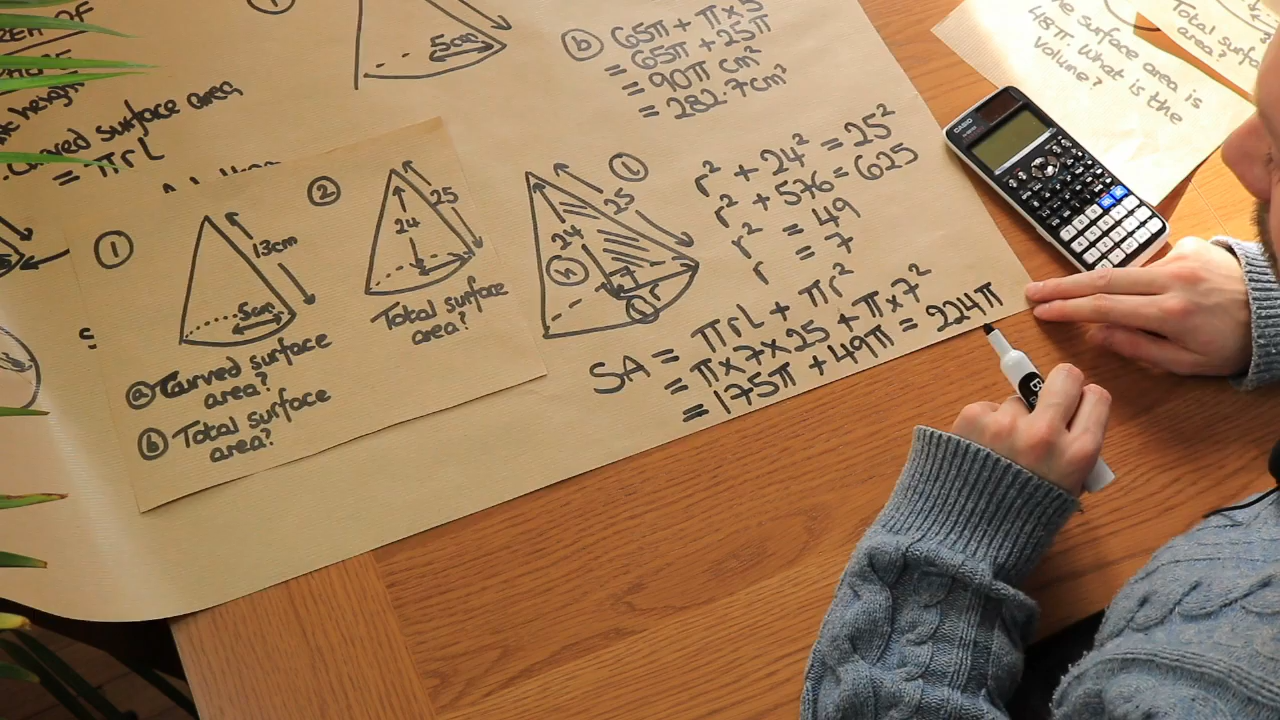 height
Curved surface area
= πrL
①
13cm
5cm
ⓐ Curved surface
area?
ⓑ Total surface
area?
②
25
24
Total surface
area?
5cm
ⓑ 65π + π×5
= 65π + 25π
= 90π cm²
= 282.7cm²
L
25
24
h
r
r² + 24² = 25²
r² + 576 = 625
r² = 49
r = 7
SA = πrL + πr²
= π×7×25 + π×7²
= 175π + 49π = 224π
surface area is
48π. What is the
volume?
Total surface
area?
CASIO